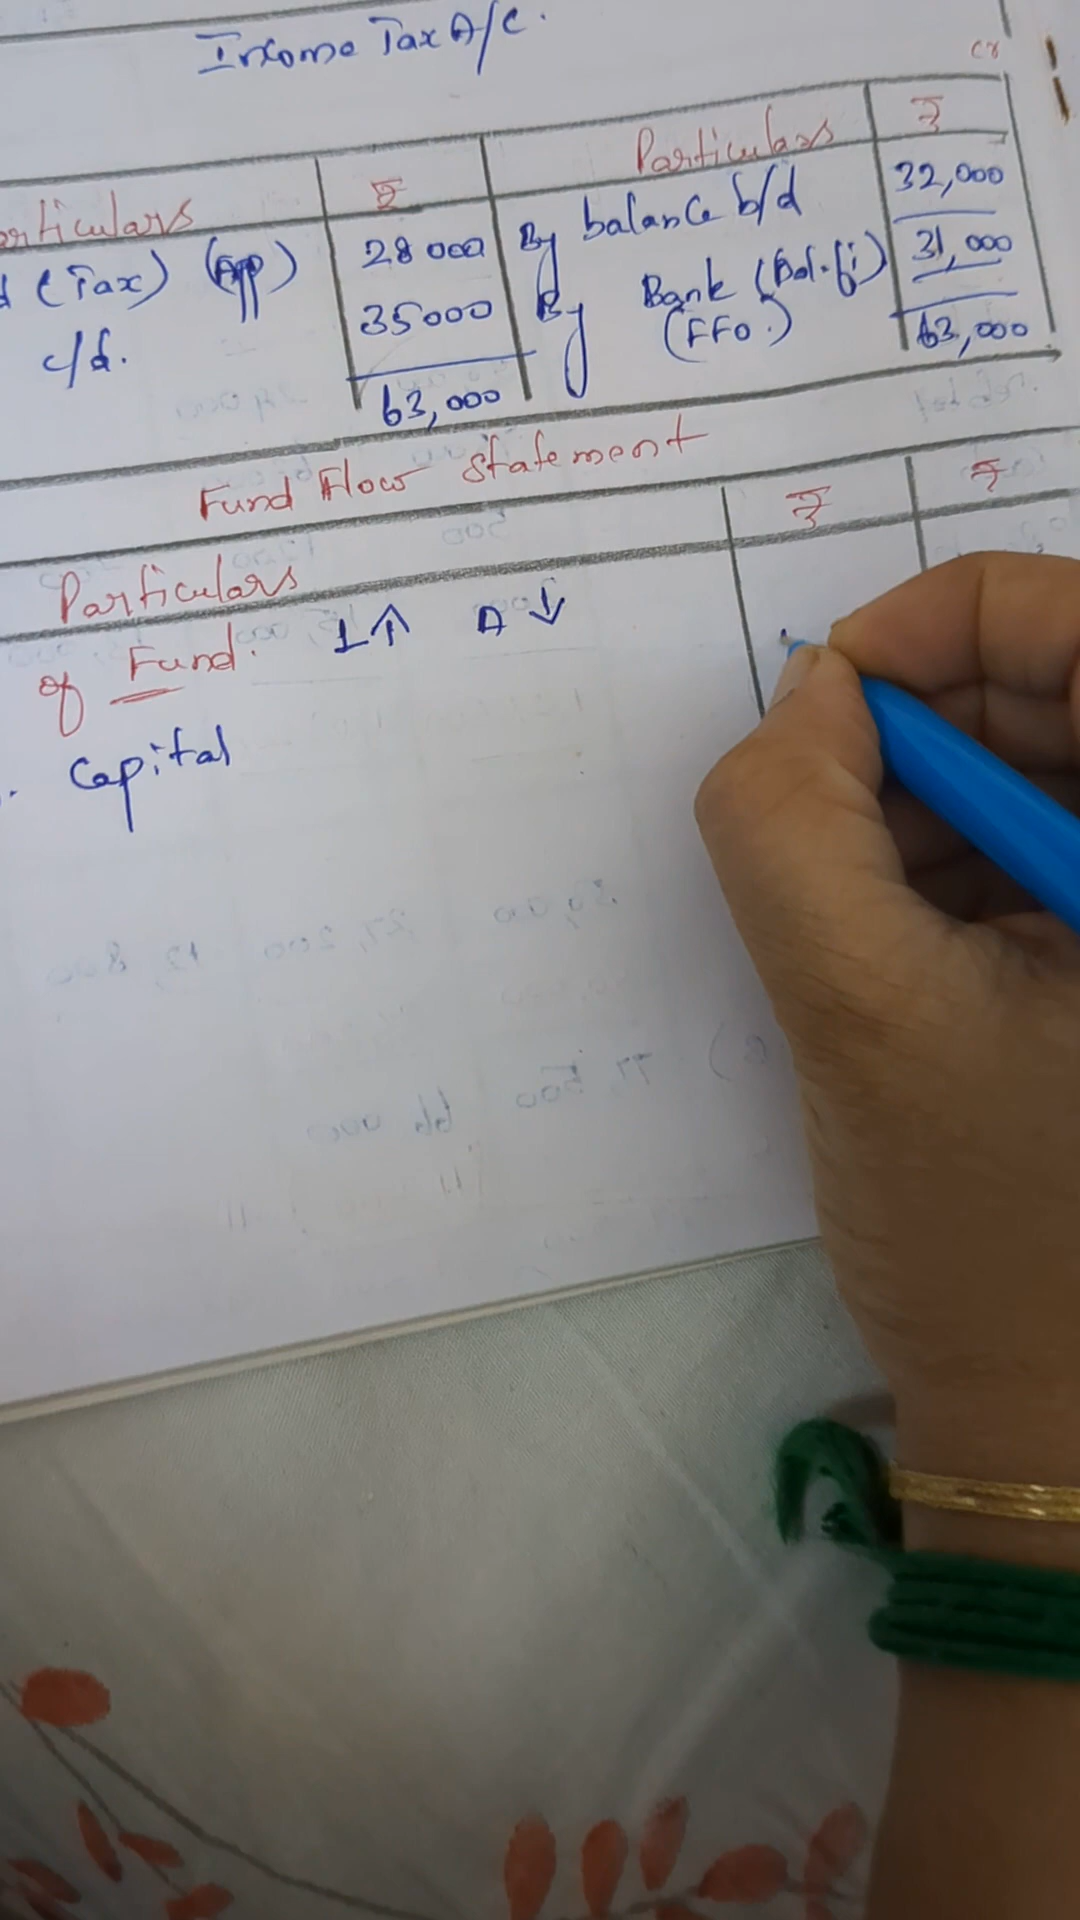 Income Tax A/C.
Cr
articulars ₹ Particulars ₹
(Tax) (App) 28000 By balance b/d 32,000
c/d. 35000 By Bank (Bal.fi) 31,000
(FFO.)
63,000 63,000
Fund Flow Statement
Particulars ₹ ₹
of Fund. L↑ A↓
Capital